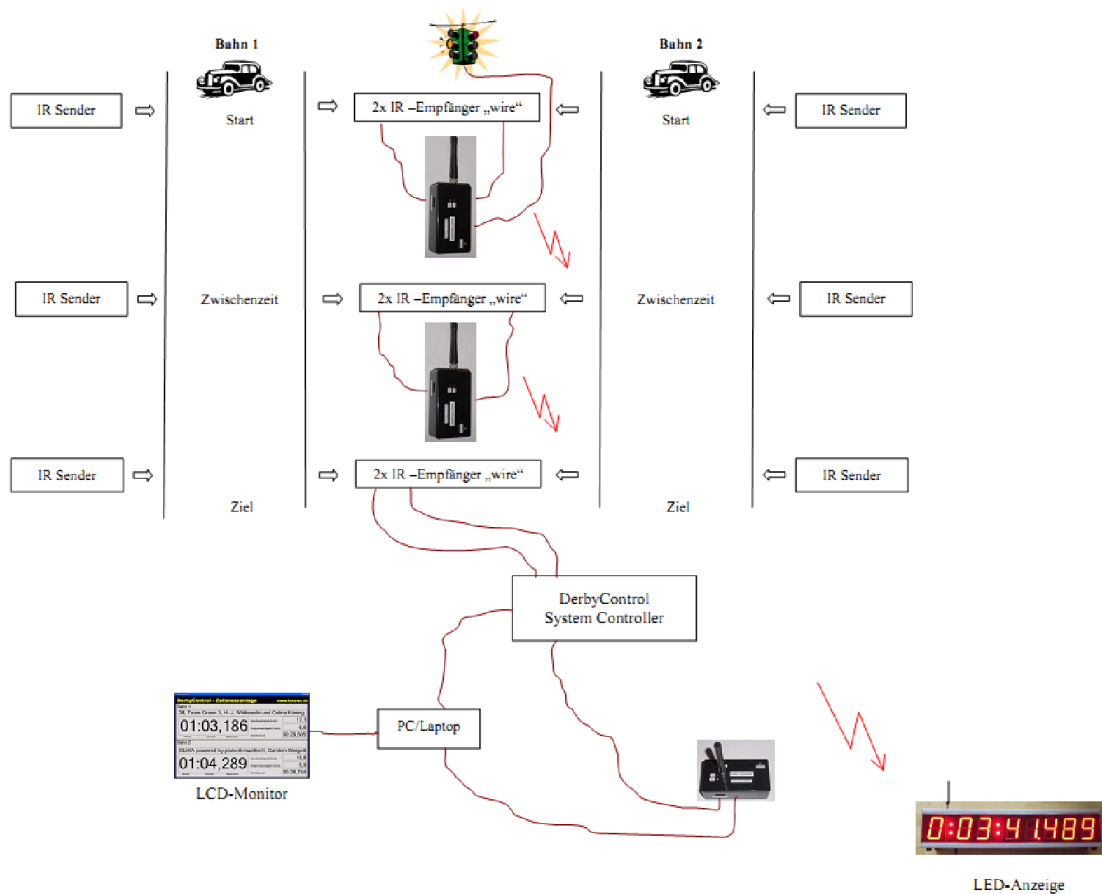 Bahn 1
Bahn 2
IR Sender
2x IR –Empfänger „wire“
IR Sender
Start
Start
IR Sender
Zwischenzeit
2x IR –Empfänger „wire“
Zwischenzeit
IR Sender
IR Sender
2x IR –Empfänger „wire“
IR Sender
Ziel
Ziel
DerbyControl
System Controller
DerbyControl - Zeitmessanlage
01:03,186
01:04,289
PC/Laptop
LCD-Monitor
0:03:41.489
LED-Anzeige